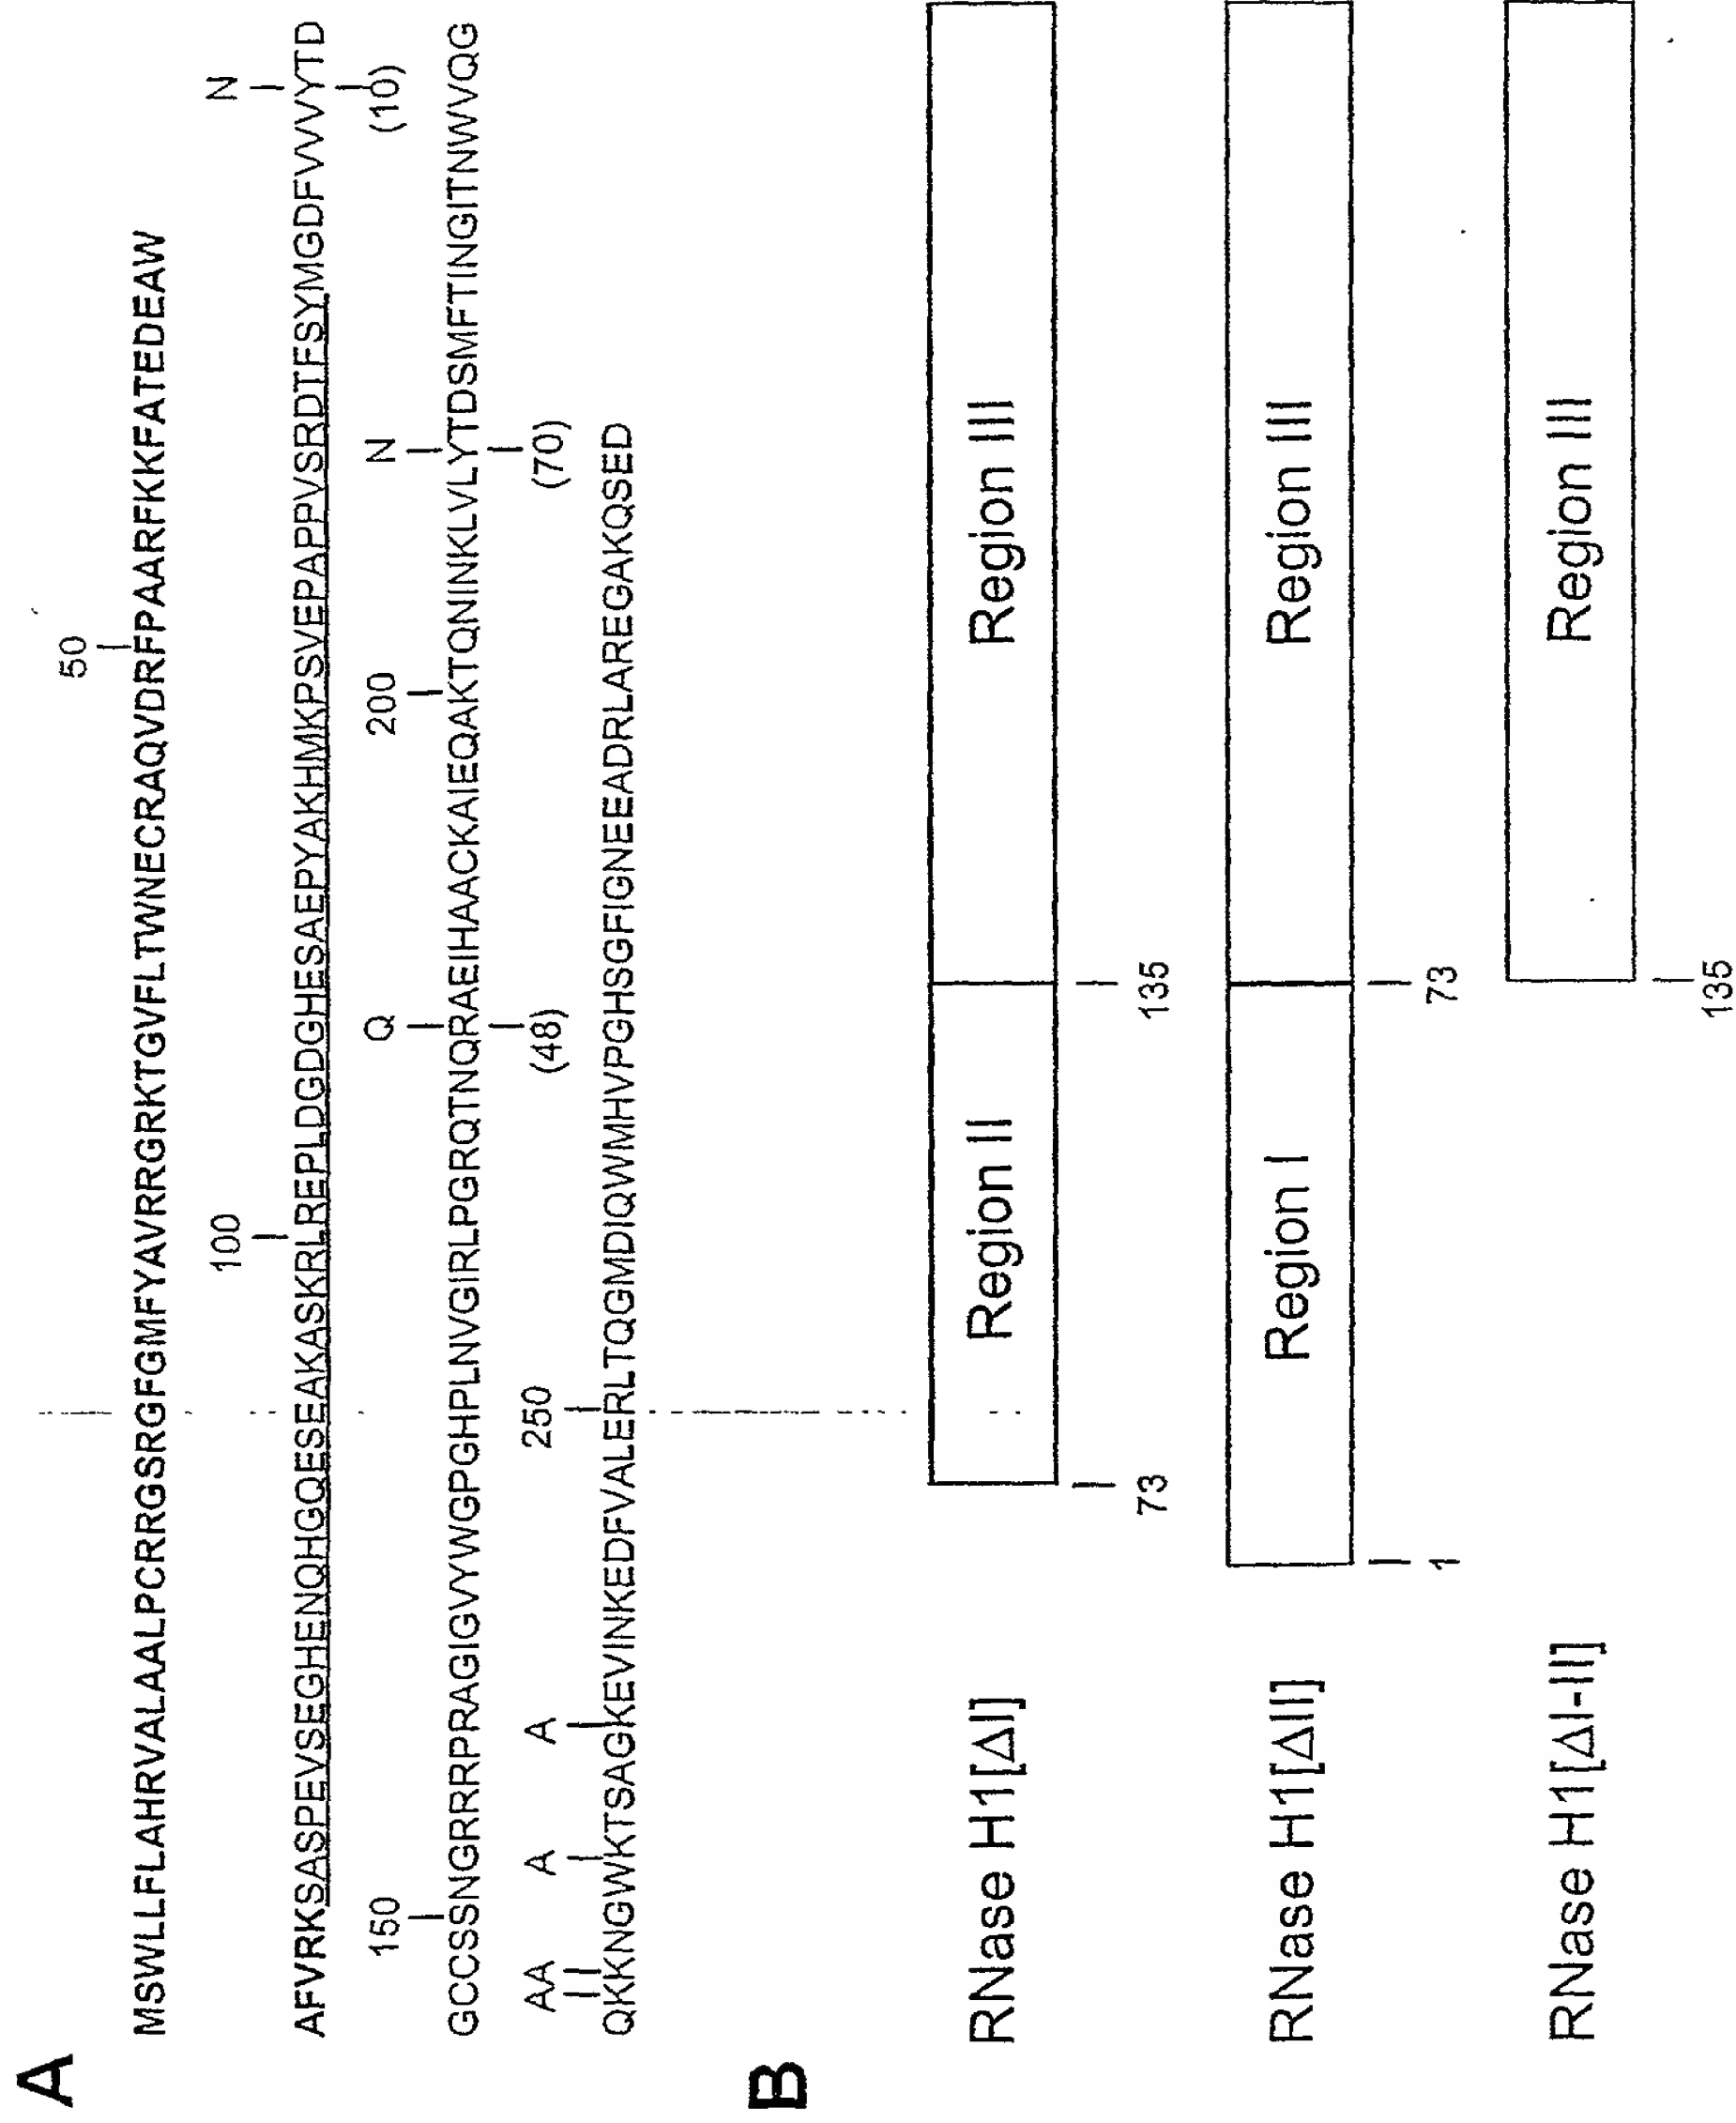 A
50
MSWLLFLAHRVALAALPCRRGSRGFGMFYAVRRGRKTGVFLTWNECRAQVDRFPAARFKKFATEDEAW
100 N
AFVRKSASPEVSEGHENQHGQESEAKASKRLREPLDGDGHESAEPYAKHMKPSVEPAPPVSRDTFSYMGDFVVVYTD
(10)
150 Q 200 N
GCCSSNGRRRPRAGIGVYWGPGHPLNVGIRLPGRQTNQRAEIHAACKAIEQAKTQNINKLVLYTDSMFTINGITNWVQG
(48) (70)
AA A A 250
QKKNGWKTSAGKEVINKEDFVALERLTQGMDIQWMHVPGHSGFIGNEEADRLAREGAKQSED
B
RNase H1[ΔI] Region II Region III
73 135
RNase H1[ΔII] Region I Region III
1 73
RNase H1[ΔI-II] Region III
135